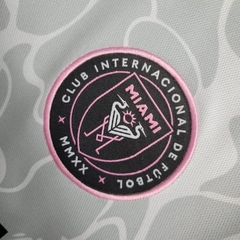 CLUB INTERNACIONAL DE FÚTBOL
MIAMI
MMXX